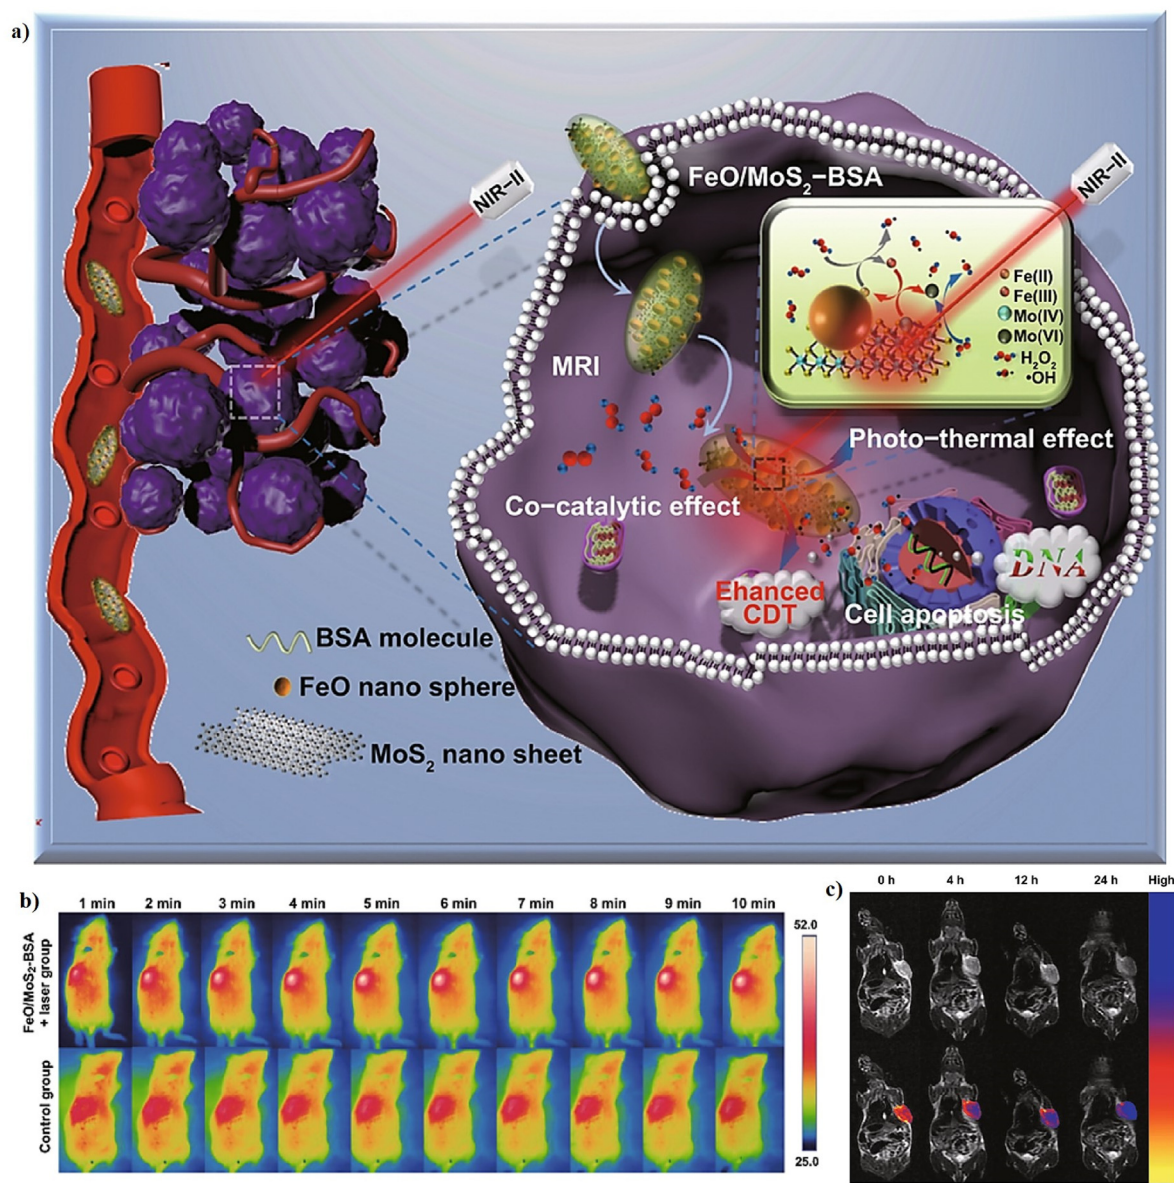 a)
NIR-II
FeO/MoS₂-BSA
NIR-II
Fe(II)
Fe(III)
Mo(IV)
Mo(VI)
H₂O₂
•OH
MRI
Photo-thermal effect
Co-catalytic effect
Ehanced
CDT
Cell apoptosis
DNA
BSA molecule
FeO nano sphere
MoS₂ nano sheet
b)
1 min 2 min 3 min 4 min 5 min 6 min 7 min 8 min 9 min 10 min
FeO/MoS₂-BSA
+ laser group
Control group
52.0
25.0
c)
0 h 4 h 12 h 24 h High